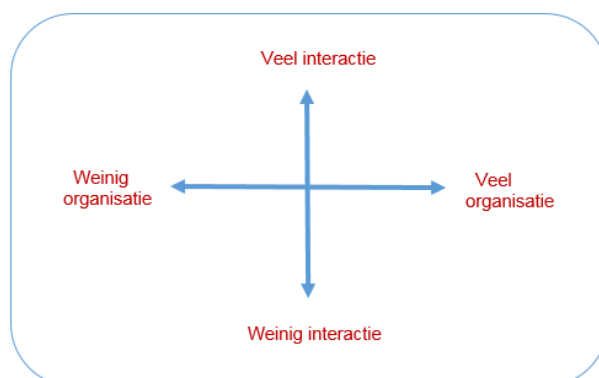 Veel interactie
Weinig
organisatie
Veel
organisatie
Weinig interactie